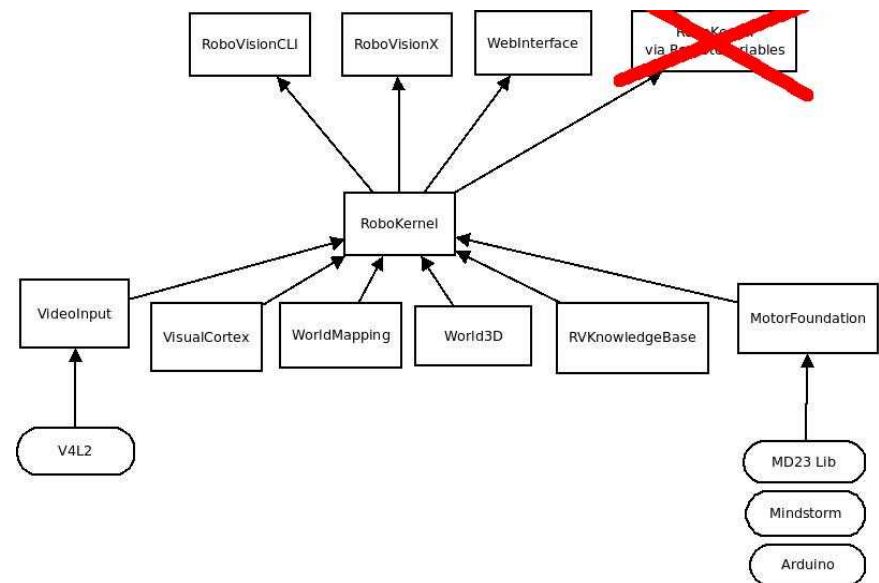 RoboVisionCLI
RoboVisionX
WebInterface
via
RoboKernel
VideoInput
VisualCortex
WorldMapping
World3D
RVKnowledgeBase
MotorFoundation
V4L2
MD23 Lib
Mindstorm
Arduino